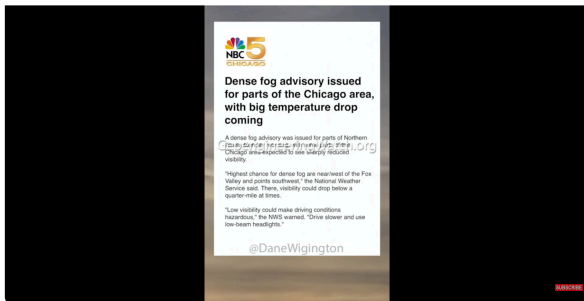 NBC 5
CHICAGO
Dense fog advisory issued
for parts of the Chicago area,
with big temperature drop
coming
A dense fog advisory was issued for parts of Northern
GeoengineeringWatch.org
Chicago area expected to see sharply reduced
visibility.
"Highest chance for dense fog are near/west of the Fox
Valley and points southwest," the National Weather
Service said. There, visibility could drop below a
quarter-mile at times.
"Low visibility could make driving conditions
hazardous," the NWS warned. "Drive slower and use
low-beam headlights."
@DaneWigington
SUBSCRIBE